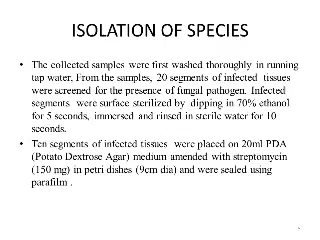 ISOLATION OF SPECIES
• The collected samples were first washed thoroughly in running
tap water, From the samples, 20 segments of infected tissues
were screened for the presence of fungal pathogen. Infected
segments were surface sterilized by dipping in 70% ethanol
for 5 seconds, immersed and rinsed in sterile water for 10
seconds.
• Ten segments of infected tissues were placed on 20ml PDA
(Potato Dextrose Agar) medium amended with streptomycin
(150 mg) in petri dishes (9cm dia) and were sealed using
parafilm .